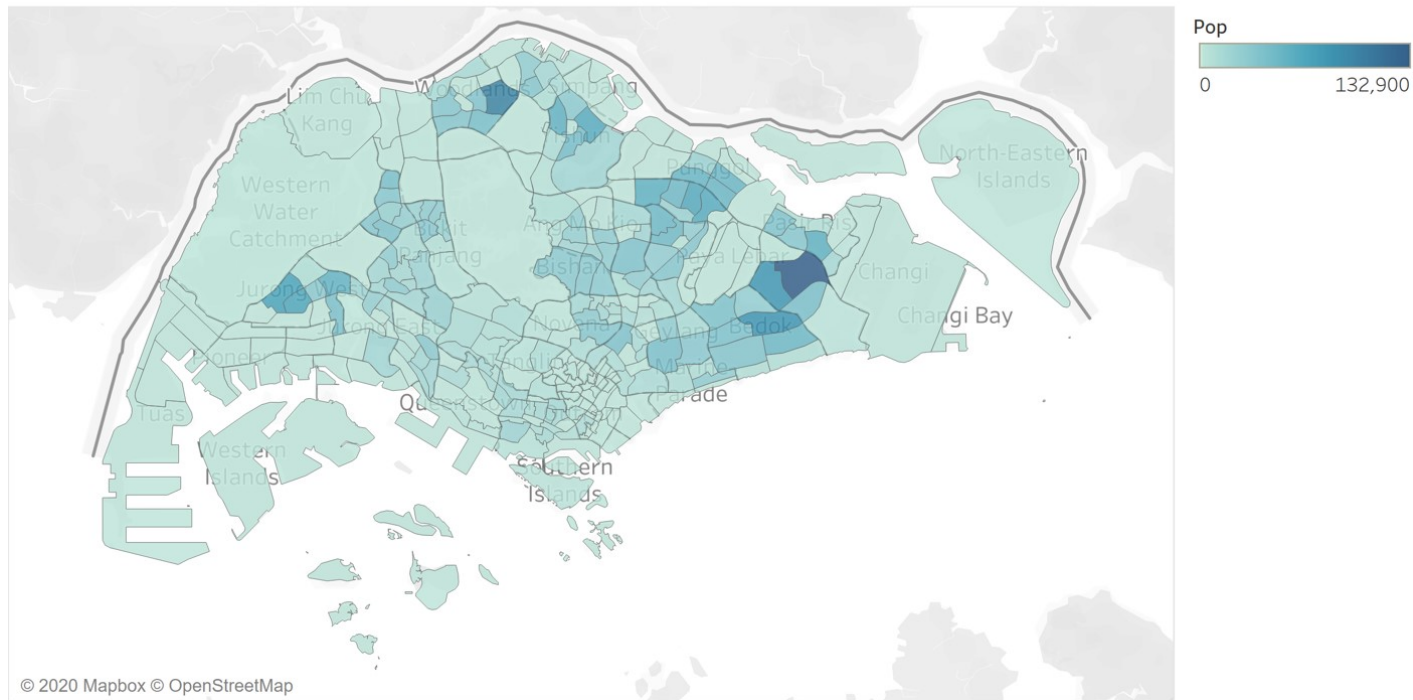 Pop
0 132,900
Lim Chu
Kang
Woodlands
Simpang
Yishun
North-Eastern
Islands
Western
Water
Catchment
Punggol
Bukit
Panjang
Ang Mo Kio
Pasir Ris
Paya Lebar
Bishan
Changi
Jurong West
Changi Bay
Jurong East
Novena
Geylang
Bedok
Pioneer
Tanglin
Marine
Parade
Tuas
Queenstown
Western
Islands
Southern
Islands
© 2020 Mapbox © OpenStreetMap